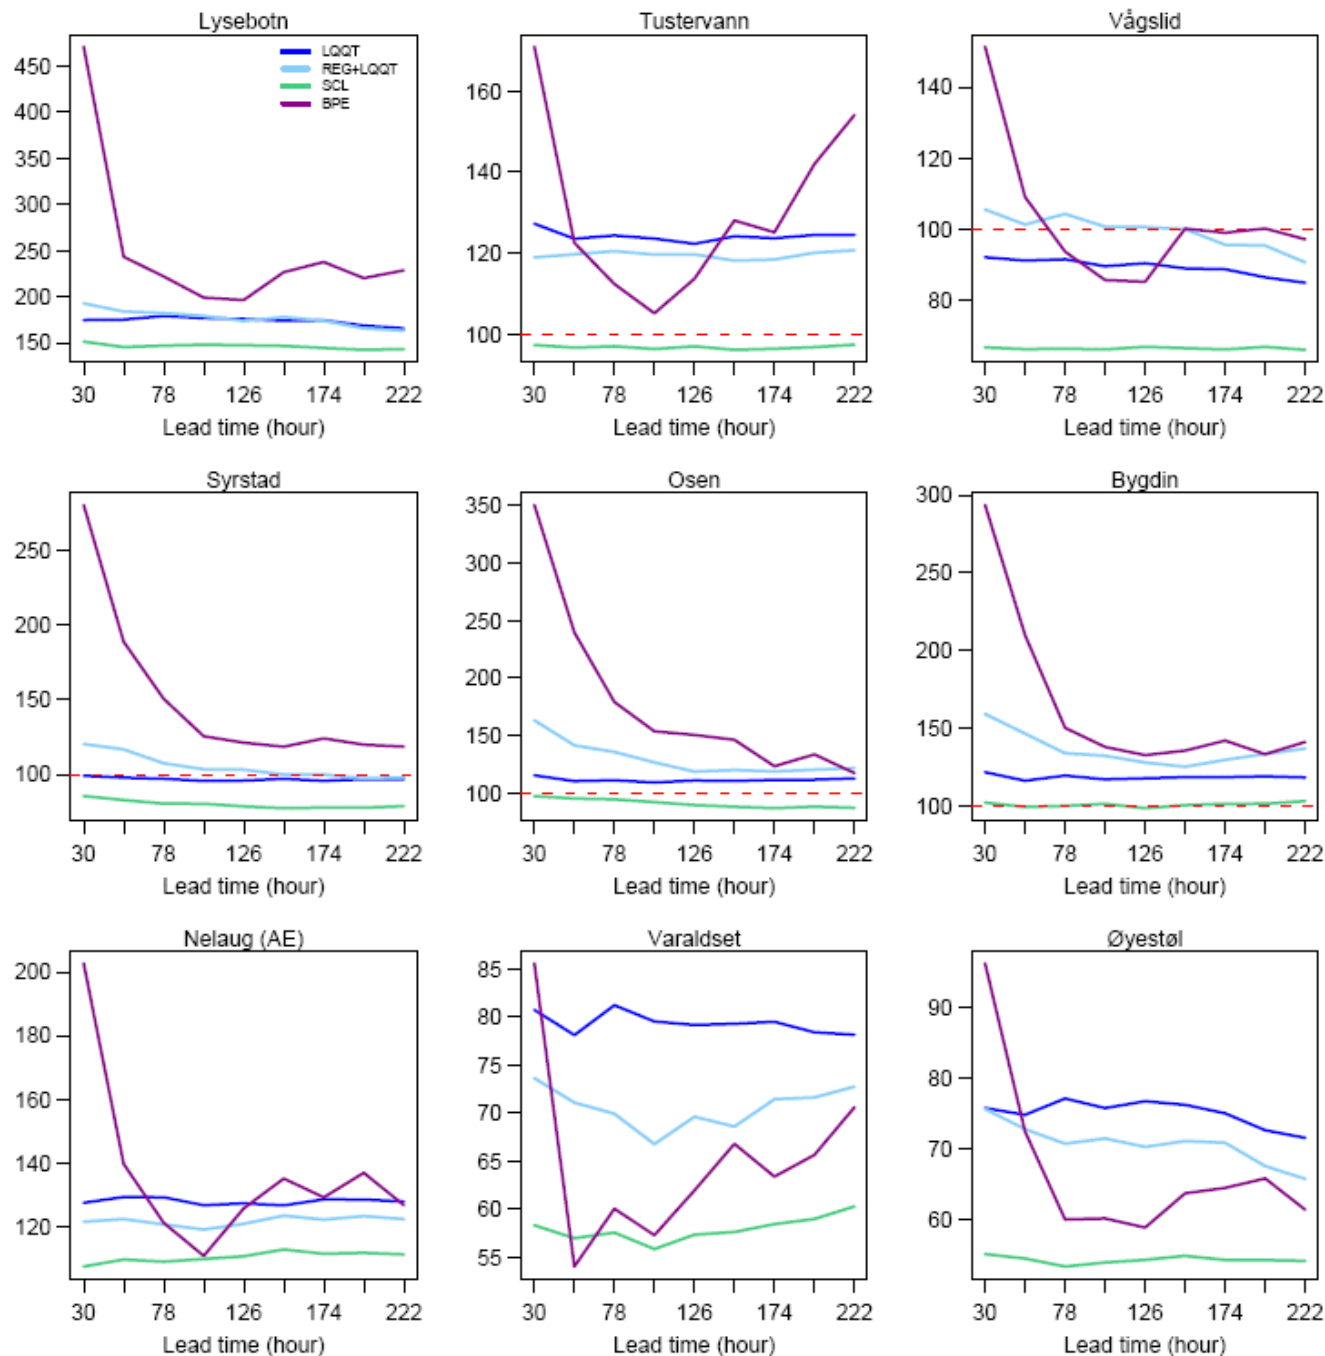 Lysebotn
Tustervann
Vågslid
LQQT
REG+LQQT
SCL
BPE
450
400
350
300
250
200
150
30 78 126 174 222
Lead time (hour)
160
140
120
100
30 78 126 174 222
Lead time (hour)
140
120
100
80
30 78 126 174 222
Lead time (hour)
Syrstad
Osen
Bygdin
250
200
150
100
30 78 126 174 222
Lead time (hour)
350
300
250
200
150
100
30 78 126 174 222
Lead time (hour)
300
250
200
150
100
30 78 126 174 222
Lead time (hour)
Nelaug (AE)
Varaldset
Øyestøl
200
180
160
140
120
30 78 126 174 222
Lead time (hour)
85
80
75
70
65
60
55
30 78 126 174 222
Lead time (hour)
90
80
70
60
30 78 126 174 222
Lead time (hour)